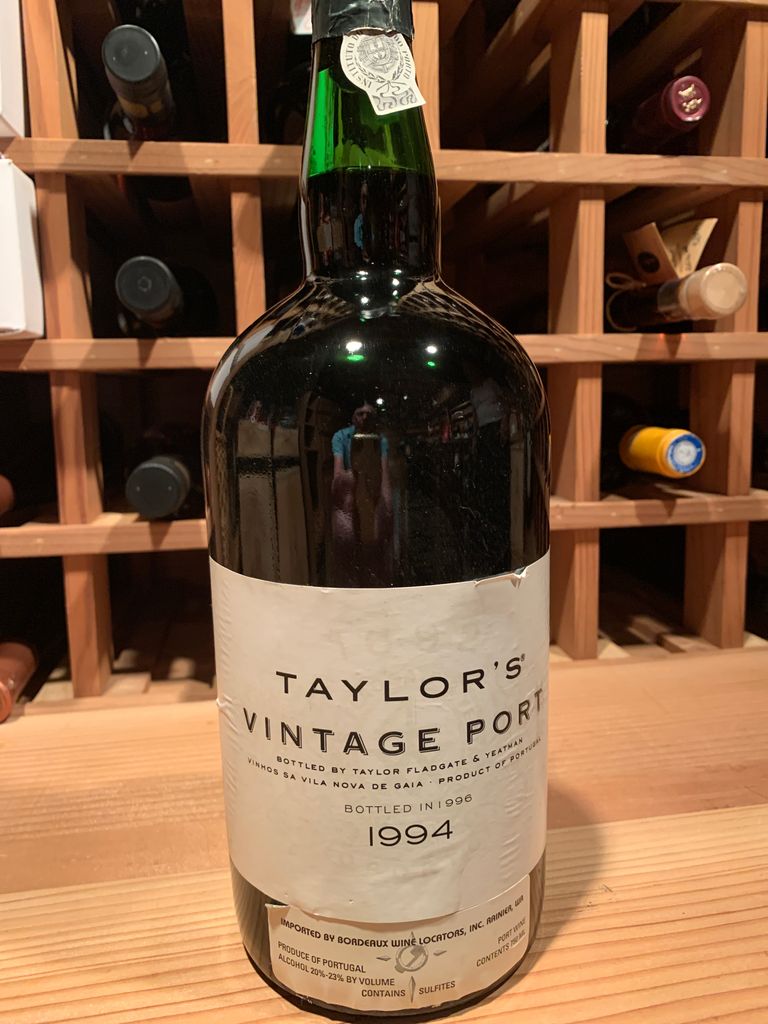 INSTITUTO
PORTO
TAYLOR'S®
VINTAGE PORT
BOTTLED BY TAYLOR FLADGATE & YEATMAN
VINHOS SA VILA NOVA DE GAIA · PRODUCT OF PORTUGAL
BOTTLED IN 1996
1994
IMPORTED BY BORDEAUX WINE LOCATORS, INC. RAINIER, WA
PRODUCE OF PORTUGAL
ALCOHOL 20%-23% BY VOLUME
PORT WINE
CONTENTS 750 ML
CONTAINS SULFITES